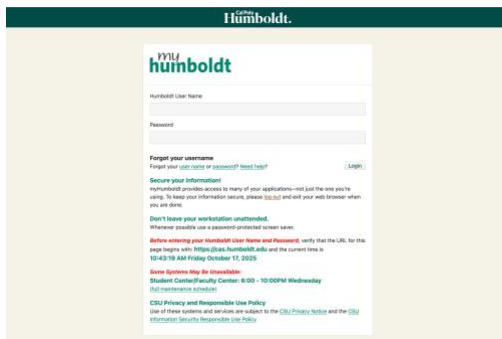 Cal Poly
Humboldt.
my
humboldt
Humboldt User Name
Password
Forgot your username
Forgot your user name or password? Need help?
Login
Secure your information!
myHumboldt provides access to many of your applications—not just the one you're
using. To keep your information secure, please log out and exit your web browser when
you are done.
Don't leave your workstation unattended.
Whenever possible use a password-protected screen saver.
Before entering your Humboldt User Name and Password, verify that the URL for this
page begins with: https://cas.humboldt.edu and the current time is
10:43:19 AM Friday October 17, 2025
Some Systems May Be Unavailable:
Student Center/Faculty Center: 6:00 - 10:00PM Wednesday
(full maintenance schedule)
CSU Privacy and Responsible Use Policy
Use of these systems and services are subject to the CSU Privacy Notice and the CSU
Information Security Responsible Use Policy